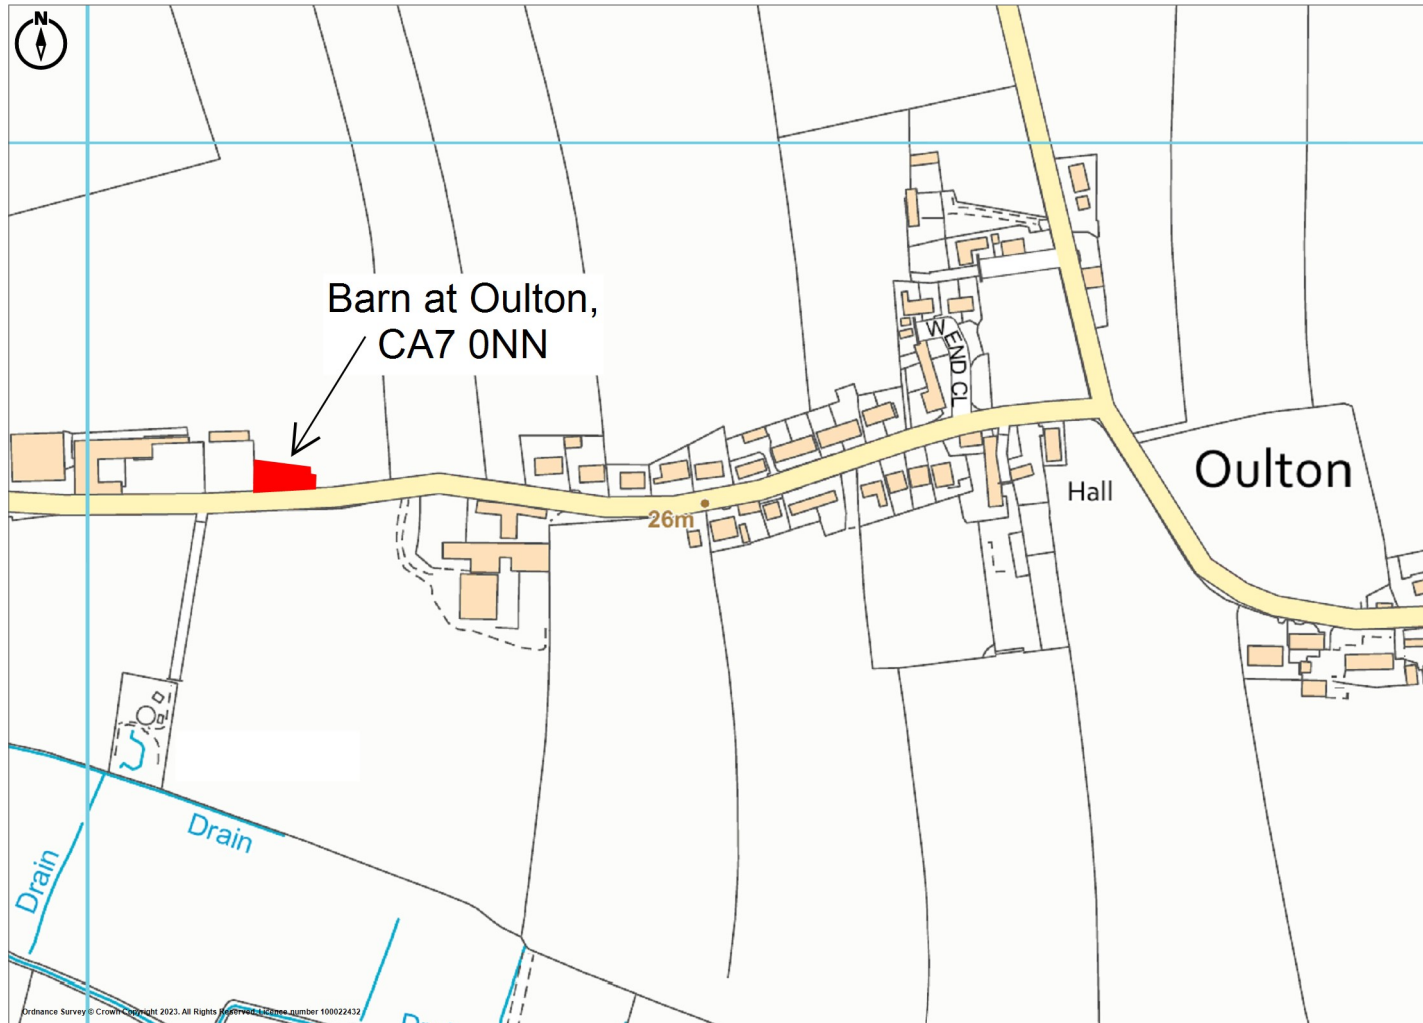 N
Barn at Oulton,
CA7 0NN
W END CL
Oulton
Hall
26m
Drain
Drain
Ordnance Survey © Crown Copyright 2023. All Rights Reserved. Licence number 100022432